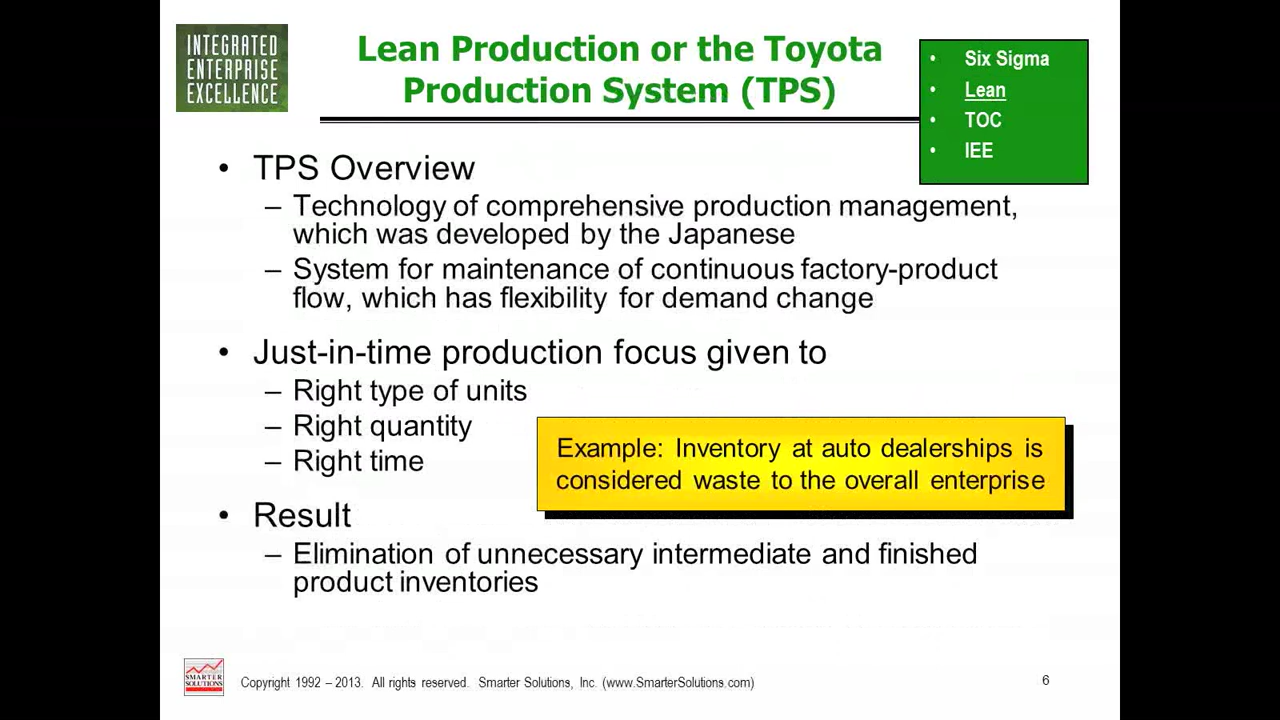 INTEGRATED
ENTERPRISE
EXCELLENCE
Lean Production or the Toyota
Production System (TPS)
• Six Sigma
• Lean
• TOC
• IEE
• TPS Overview
– Technology of comprehensive production management,
which was developed by the Japanese
– System for maintenance of continuous factory-product
flow, which has flexibility for demand change
• Just-in-time production focus given to
– Right type of units
– Right quantity
– Right time
Example: Inventory at auto dealerships is
considered waste to the overall enterprise
• Result
– Elimination of unnecessary intermediate and finished
product inventories
SMARTER
SOLUTIONS
Copyright 1992 – 2013. All rights reserved. Smarter Solutions, Inc. (www.SmarterSolutions.com)
6